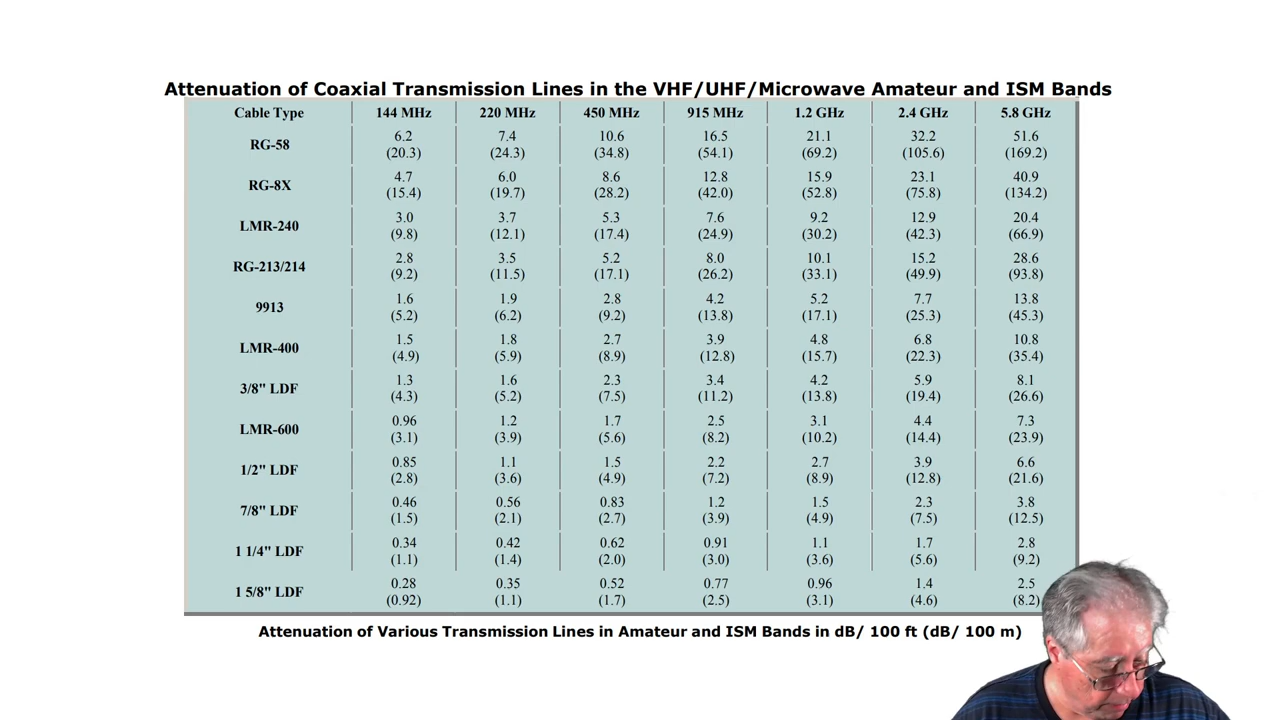 Attenuation of Coaxial Transmission Lines in the VHF/UHF/Microwave Amateur and ISM Bands
Cable Type 144 MHz 220 MHz 450 MHz 915 MHz 1.2 GHz 2.4 GHz 5.8 GHz
RG-58 6.2 (20.3) 7.4 (24.3) 10.6 (34.8) 16.5 (54.1) 21.1 (69.2) 32.2 (105.6) 51.6 (169.2)
RG-8X 4.7 (15.4) 6.0 (19.7) 8.6 (28.2) 12.8 (42.0) 15.9 (52.8) 23.1 (75.8) 40.9 (134.2)
LMR-240 3.0 (9.8) 3.7 (12.1) 5.3 (17.4) 7.6 (24.9) 9.2 (30.2) 12.9 (42.3) 20.4 (66.9)
RG-213/214 2.8 (9.2) 3.5 (11.5) 5.2 (17.1) 8.0 (26.2) 10.1 (33.1) 15.2 (49.9) 28.6 (93.8)
9913 1.6 (5.2) 1.9 (6.2) 2.8 (9.2) 4.2 (13.8) 5.2 (17.1) 7.7 (25.3) 13.8 (45.3)
LMR-400 1.5 (4.9) 1.8 (5.9) 2.7 (8.9) 3.9 (12.8) 4.8 (15.7) 6.8 (22.3) 10.8 (35.4)
3/8" LDF 1.3 (4.3) 1.6 (5.2) 2.3 (7.5) 3.4 (11.2) 4.2 (13.8) 5.9 (19.4) 8.1 (26.6)
LMR-600 0.96 (3.1) 1.2 (3.9) 1.7 (5.6) 2.5 (8.2) 3.1 (10.2) 4.4 (14.4) 7.3 (23.9)
1/2" LDF 0.85 (2.8) 1.1 (3.6) 1.5 (4.9) 2.2 (7.2) 2.7 (8.9) 3.9 (12.8) 6.6 (21.6)
7/8" LDF 0.46 (1.5) 0.56 (2.1) 0.83 (2.7) 1.2 (3.9) 1.5 (4.9) 2.3 (7.5) 3.8 (12.5)
1 1/4" LDF 0.34 (1.1) 0.42 (1.4) 0.62 (2.0) 0.91 (3.0) 1.1 (3.6) 1.7 (5.6) 2.8 (9.2)
1 5/8" LDF 0.28 (0.92) 0.35 (1.1) 0.52 (1.7) 0.77 (2.5) 0.96 (3.1) 1.4 (4.6) 2.5 (8.2)
Attenuation of Various Transmission Lines in Amateur and ISM Bands in dB/ 100 ft (dB/ 100 m)